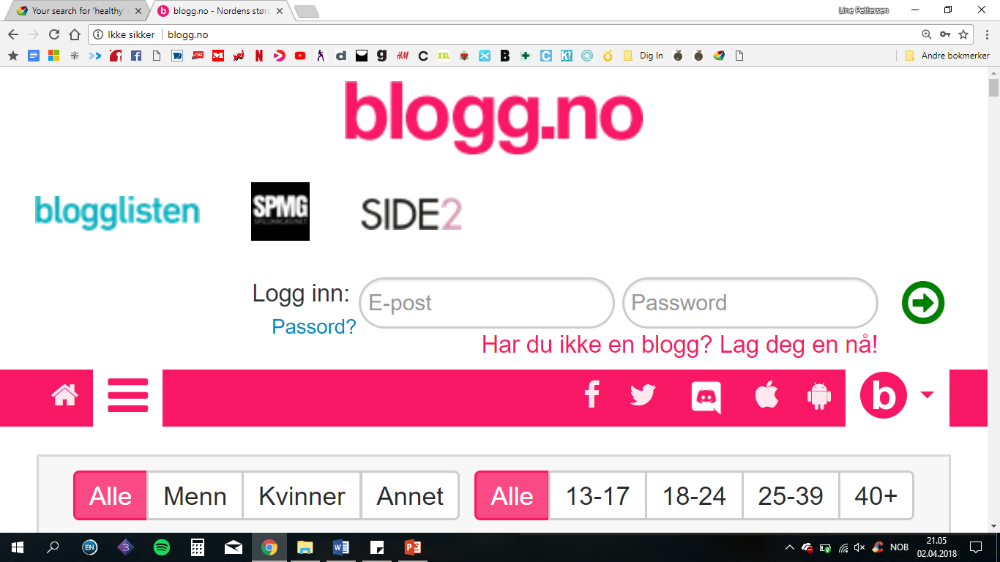 Your search for 'healthy'
blogg.no - Nordens størs
Line Pettersen
Ikke sikker
blogg.no
H&M
XXL
Dig In
Andre bokmerker
blogg.no
blogglisten
SPMG
SIDE2
Logg inn:
E-post
Password
Passord?
Har du ikke en blogg? Lag deg en nå!
b
Alle
Menn
Kvinner
Annet
Alle
13-17
18-24
25-39
40+
EN
NOB
21.05
02.04.2018